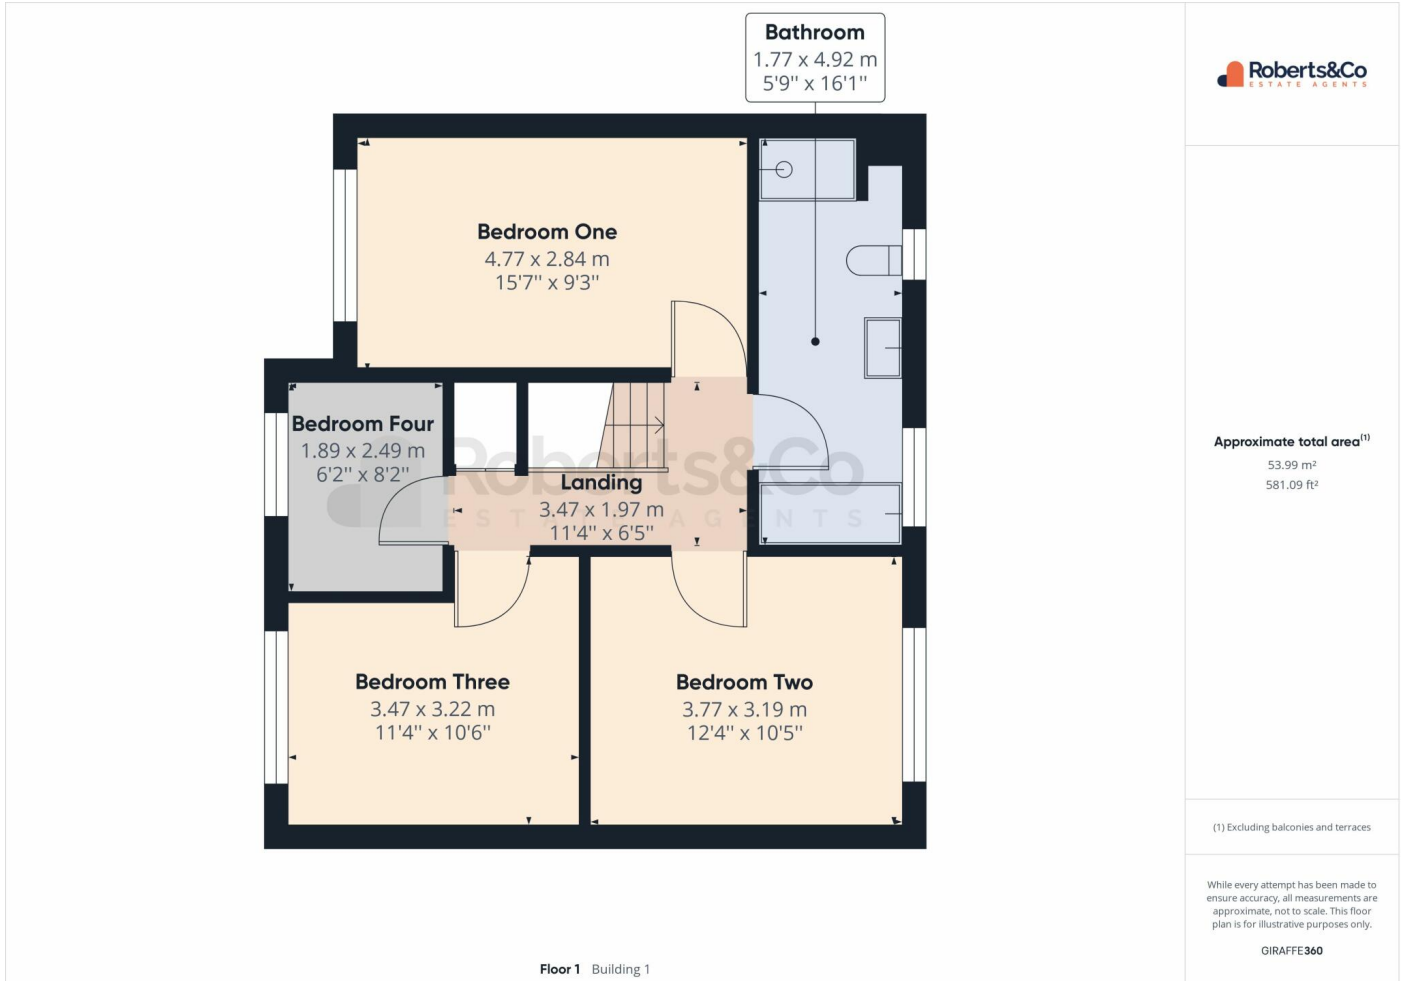 Bathroom
1.77 x 4.92 m
5'9'' x 16'1''
Bedroom One
4.77 x 2.84 m
15'7'' x 9'3''
Bedroom Four
1.89 x 2.49 m
6'2'' x 8'2''
Roberts&Co
ESTATE AGENTS
Landing
3.47 x 1.97 m
11'4'' x 6'5''
Bedroom Three
3.47 x 3.22 m
11'4'' x 10'6''
Bedroom Two
3.77 x 3.19 m
12'4'' x 10'5''
Floor 1 Building 1
Roberts&Co
ESTATE AGENTS
Approximate total area(1)
53.99 m²
581.09 ft²
(1) Excluding balconies and terraces
While every attempt has been made to
ensure accuracy, all measurements are
approximate, not to scale. This floor
plan is for illustrative purposes only.
GIRAFFE360